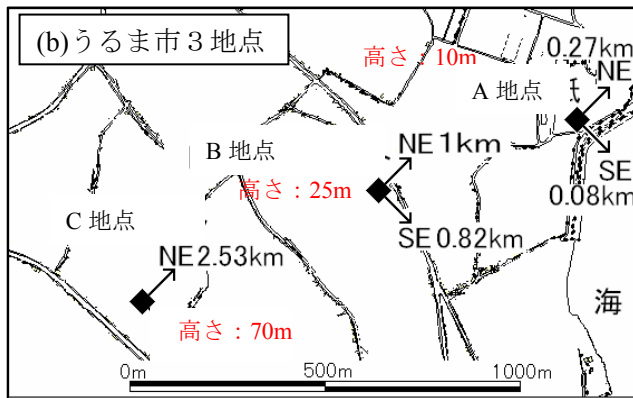 (b)うるま市３地点
高さ：10m
0.27km
NE
A 地点
SE
0.08km
B 地点
NE 1km
高さ：25m
SE 0.82km
C 地点
NE 2.53km
高さ：70m
海
0m
500m
1000m